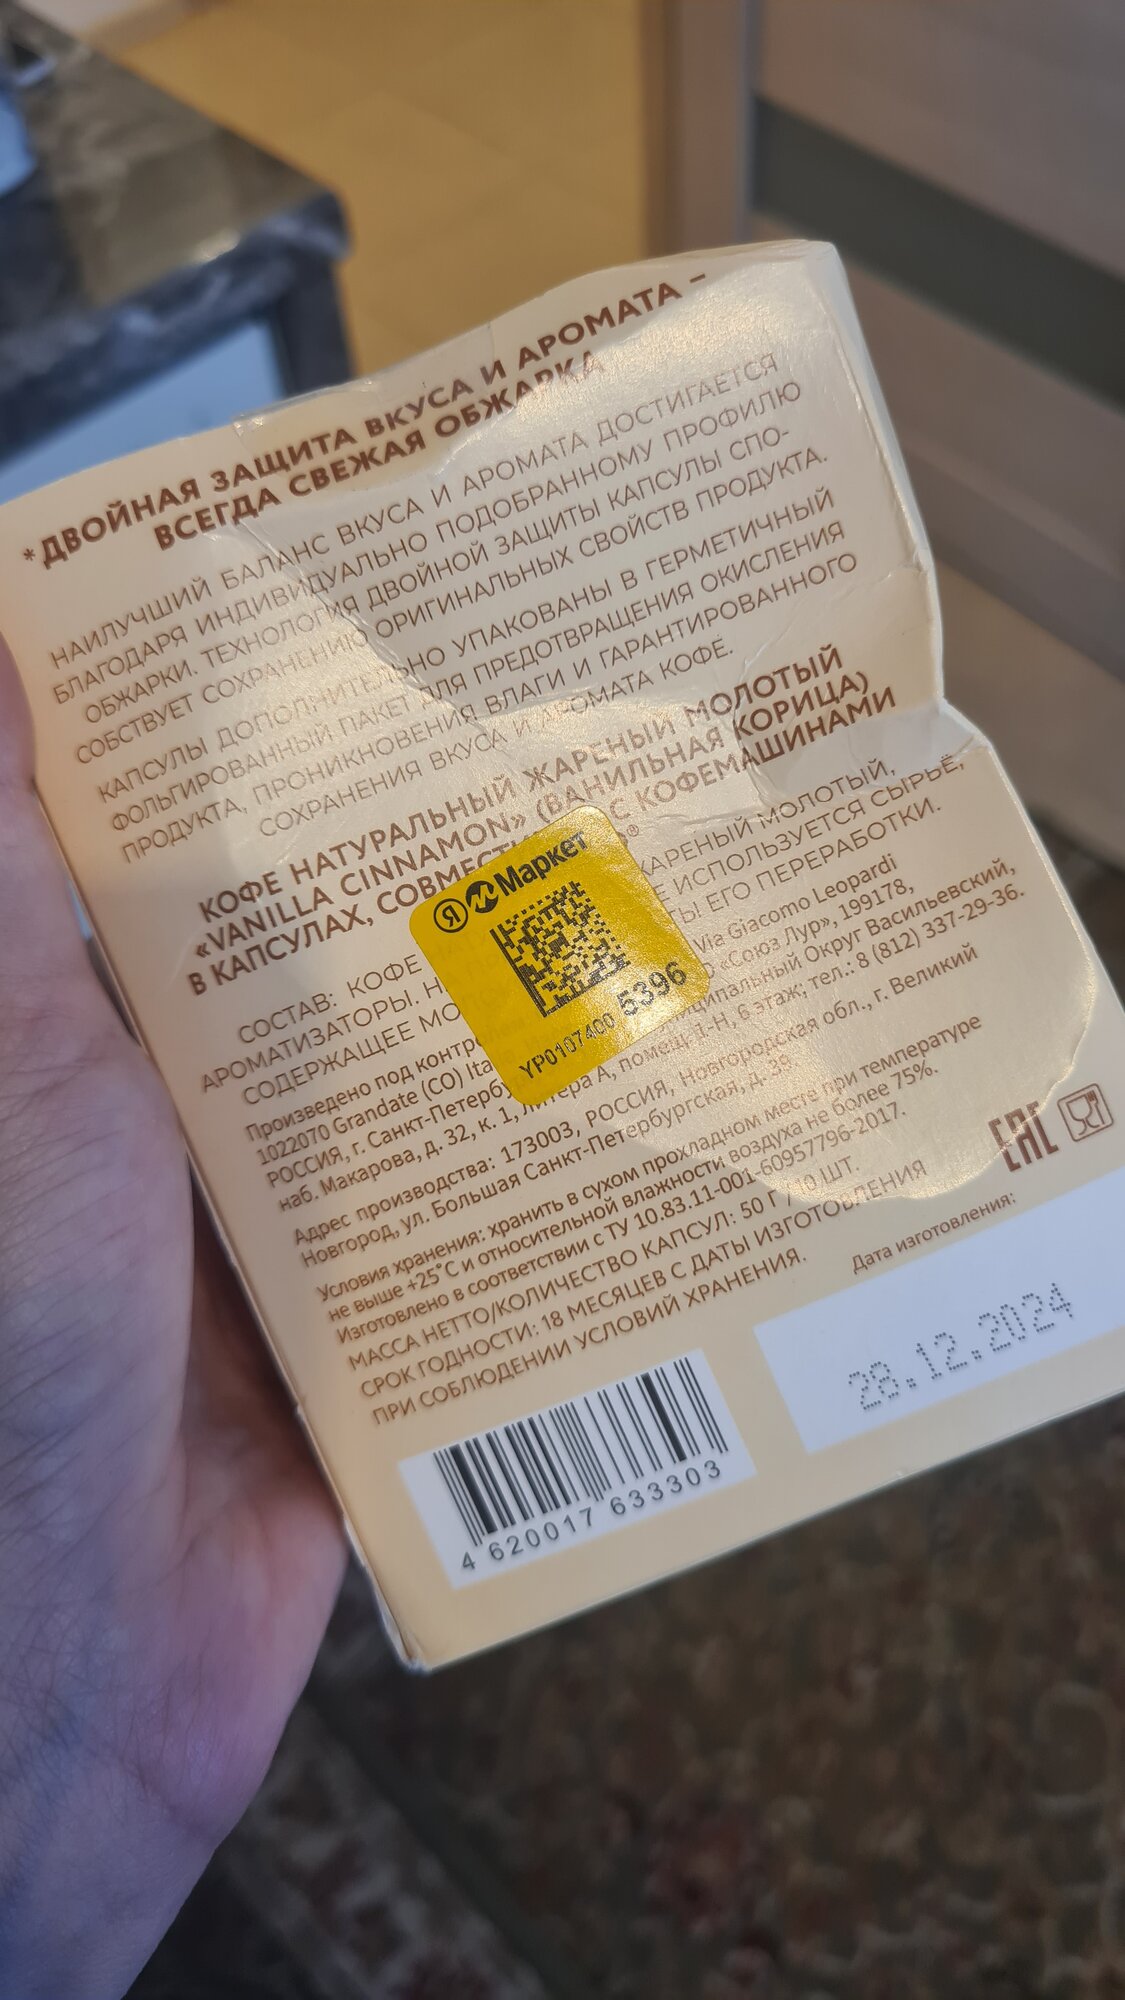 *ДВОЙНАЯ ЗАЩИТА ВКУСА И АРОМАТА –
ВСЕГДА СВЕЖАЯ ОБЖАРКА
НАИЛУЧШИЙ БАЛАНС ВКУСА И АРОМАТА ДОСТИГАЕТСЯ
БЛАГОДАРЯ ИНДИВИДУАЛЬНО ПОДОБРАННОМУ ПРОФИЛЮ
ОБЖАРКИ. ТЕХНОЛОГИЯ ДВОЙНОЙ ЗАЩИТЫ КАПСУЛЫ СПО-
СОБСТВУЕТ СОХРАНЕНИЮ ОРИГИНАЛЬНЫХ СВОЙСТВ ПРОДУКТА.
КАПСУЛЫ ДОПОЛНИТЕЛЬНО УПАКОВАНЫ В ГЕРМЕТИЧНЫЙ
ФОЛЬГИРОВАННЫЙ ПАКЕТ ДЛЯ ПРЕДОТВРАЩЕНИЯ ОКИСЛЕНИЯ
ПРОДУКТА, ПРОНИКНОВЕНИЯ ВЛАГИ И ГАРАНТИРОВАННОГО
СОХРАНЕНИЯ ВКУСА И АРОМАТА КОФЕ.
КОФЕ НАТУРАЛЬНЫЙ ЖАРЕНЫЙ МОЛОТЫЙ
«VANILLA CINNAMON» (ВАНИЛЬНАЯ КОРИЦА)
В КАПСУЛАХ, С КОФЕМАШИНАМИ
СОСТАВ: КОФЕ ЖАРЕНЫЙ МОЛОТЫЙ,
АРОМАТИЗАТОРЫ. ИСПОЛЬЗУЕТСЯ СЫРЬЁ,
СОДЕРЖАЩЕЕ ЕГО ПЕРЕРАБОТКИ.
Произведено под Via Giacomo Leopardi
1022070 Grandate (CO) «Союз Лур», 199178,
РОССИЯ, г. Округ Васильевский,
наб. Макарова, д. 32, к. 1, литера А, помещ. 1-Н, 6 этаж; тел.: 8 (812) 337-29-36.
Адрес производства: 173003, РОССИЯ, Новгородская обл., г. Великий
Новгород, ул. Большая Санкт-Петербургская, д. 39.
Условия хранения: хранить в сухом прохладном месте при температуре
не выше +25°С и относительной влажности воздуха не более 75%.
Изготовлено в соответствии с ТУ 10.83.11-001-60957796-2017.
МАССА НЕТТО/КОЛИЧЕСТВО КАПСУЛ: 50 Г / 10 ШТ.
СРОК ГОДНОСТИ: 18 МЕСЯЦЕВ С ДАТЫ ИЗГОТОВЛЕНИЯ
ПРИ СОБЛЮДЕНИИ УСЛОВИЙ ХРАНЕНИЯ.
Я Маркет
YP0107400 5396
EAC
Дата изготовления:
28.12.2024
4 620017 633303